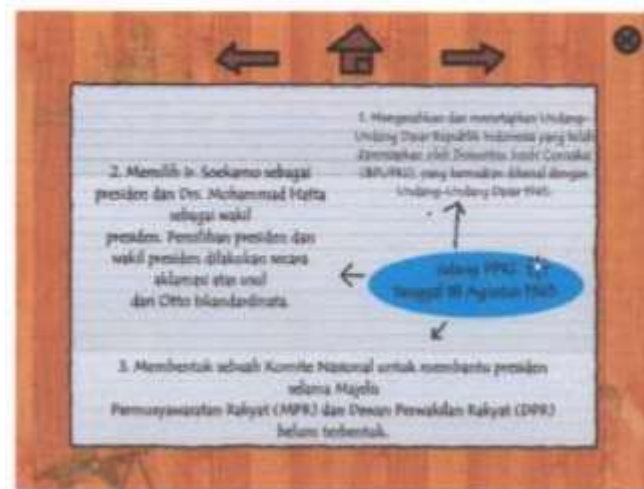 1. Mengesahkan dan menetapkan Undang-
Undang Dasar Republik Indonesia yang telah
dipersiapkan oleh Dokuritsu Junbi Cosakai
(BPUPKI), yang kemudian dikenal dengan
Undang-Undang Dasar 1945.
2. Memilih Ir. Soekarno sebagai
presiden dan Drs. Mohammad Hatta
sebagai wakil
presiden. Pemilihan presiden dan
wakil presiden dilakukan secara
aklamasi atas usul
dari Otto Iskandardinata.
Sidang PPKI
tanggal 18 Agustus 1945
3. Membentuk sebuah Komite Nasional untuk membantu presiden
selama Majelis
Permusyawaratan Rakyat (MPR) dan Dewan Perwakilan Rakyat (DPR)
belum terbentuk.